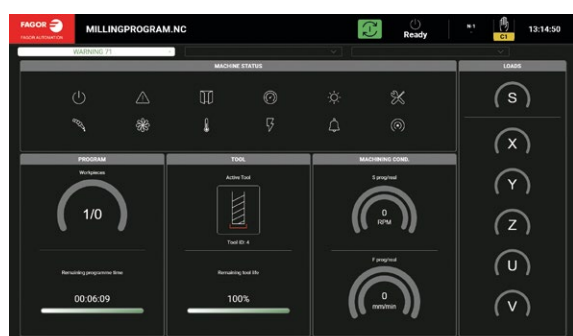 FAGOR
FAGOR AUTOMATION
MILLINGPROGRAM.NC
Ready
C1
13:14:50
WARNING 71
MACHINE STATUS
LOADS
S
X
Y
Z
U
V
PROGRAM
Workpieces
1/0
Remaining programme time
00:06:09
TOOL
Active Tool
Tool ID: 4
Remaining tool life
100%
MACHINING COND.
S prog/real
0
RPM
F prog/real
0
mm/min